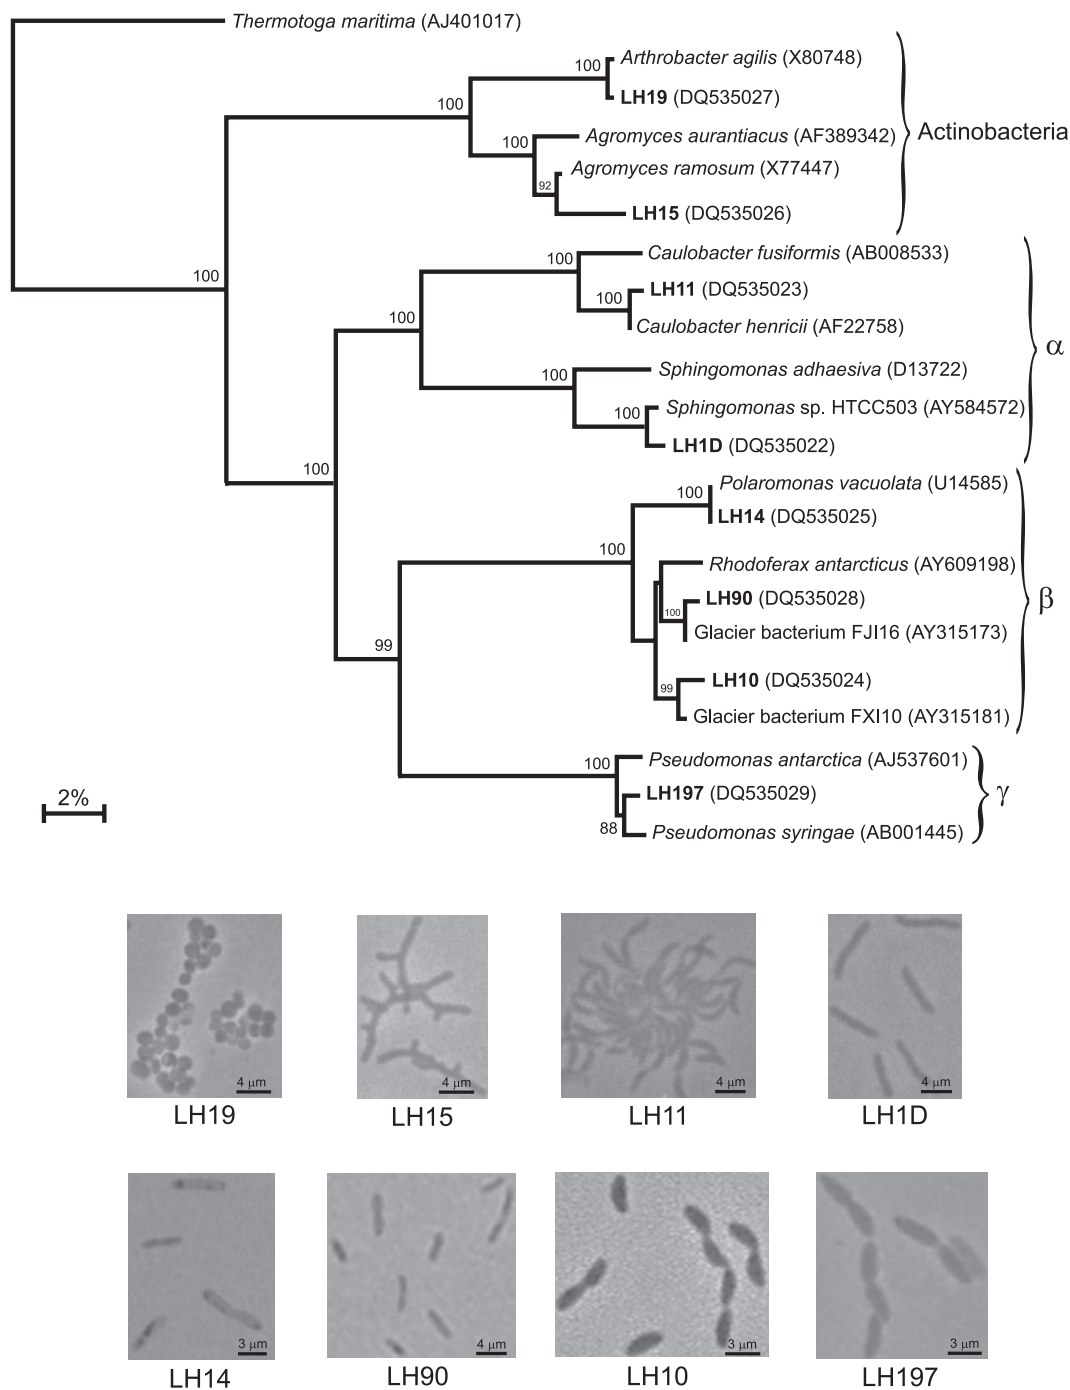 Thermotoga maritima (AJ401017)
100
Arthrobacter agilis (X80748)
LH19 (DQ535027)
100
100
Agromyces aurantiacus (AF389342)
Agromyces ramosum (X77447)
92
LH15 (DQ535026)
Actinobacteria
100
100
Caulobacter fusiformis (AB008533)
100
LH11 (DQ535023)
Caulobacter henricii (AF22758)
100
100
Sphingomonas adhaesiva (D13722)
100
Sphingomonas sp. HTCC503 (AY584572)
LH1D (DQ535022)
α
100
100
Polaromonas vacuolata (U14585)
LH14 (DQ535025)
100
Rhodoferax antarcticus (AY609198)
100
LH90 (DQ535028)
Glacier bacterium FJI16 (AY315173)
99
LH10 (DQ535024)
Glacier bacterium FXI10 (AY315181)
β
99
100
Pseudomonas antarctica (AJ537601)
LH197 (DQ535029)
88
Pseudomonas syringae (AB001445)
γ
2%
4 µm
4 µm
4 µm
4 µm
LH19
LH15
LH11
LH1D
3 µm
4 µm
3 µm
3 µm
LH14
LH90
LH10
LH197